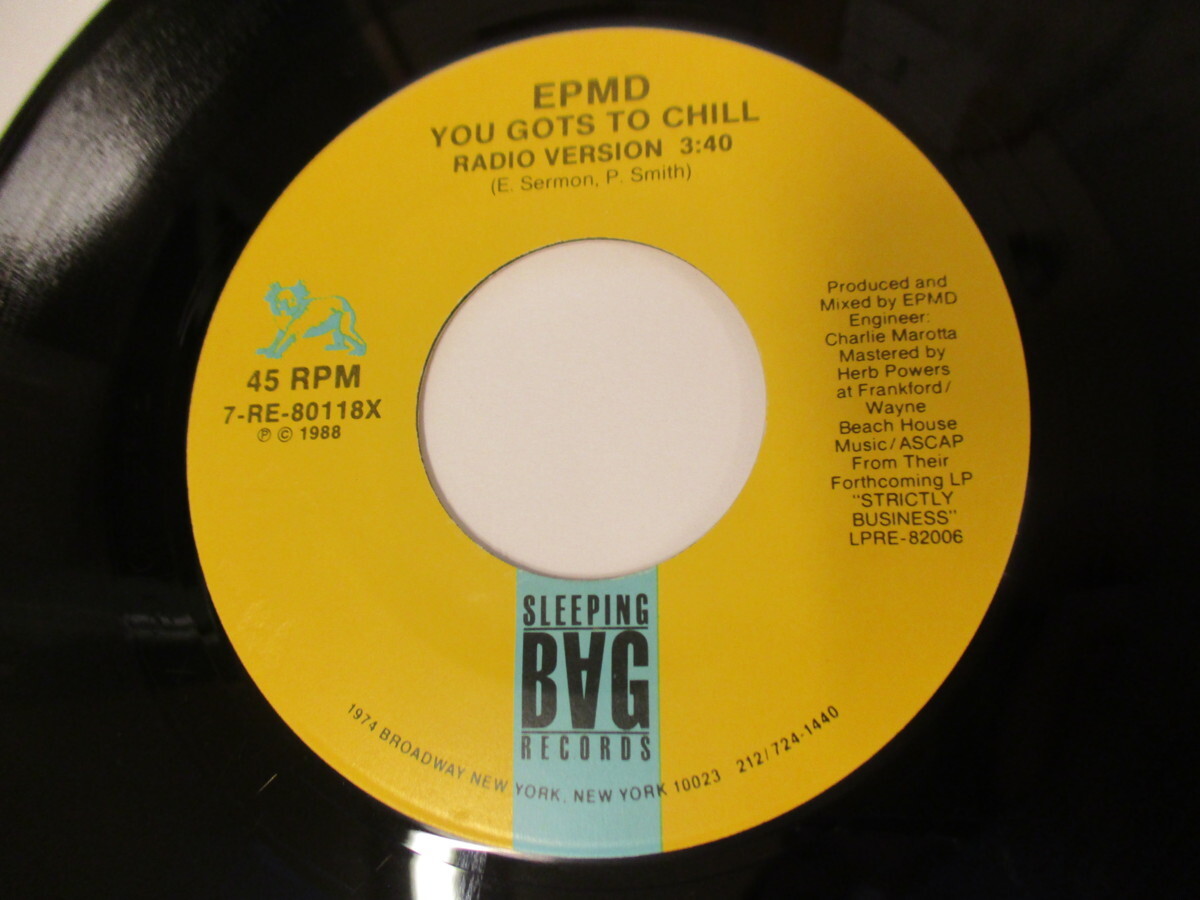 EPMD
YOU GOTS TO CHILL
RADIO VERSION 3:40
(E. Sermon, P. Smith)
45 RPM
7-RE-80118X
℗ © 1988
Produced and
Mixed by EPMD
Engineer:
Charlie Marotta
Mastered by
Herb Powers
at Frankford/
Wayne
Beach House
Music/ASCAP
From Their
Forthcoming LP
"STRICTLY
BUSINESS"
LPRE-82006
SLEEPING
BAG
RECORDS
1974 BROADWAY NEW YORK, NEW YORK 10023 212/724-1440